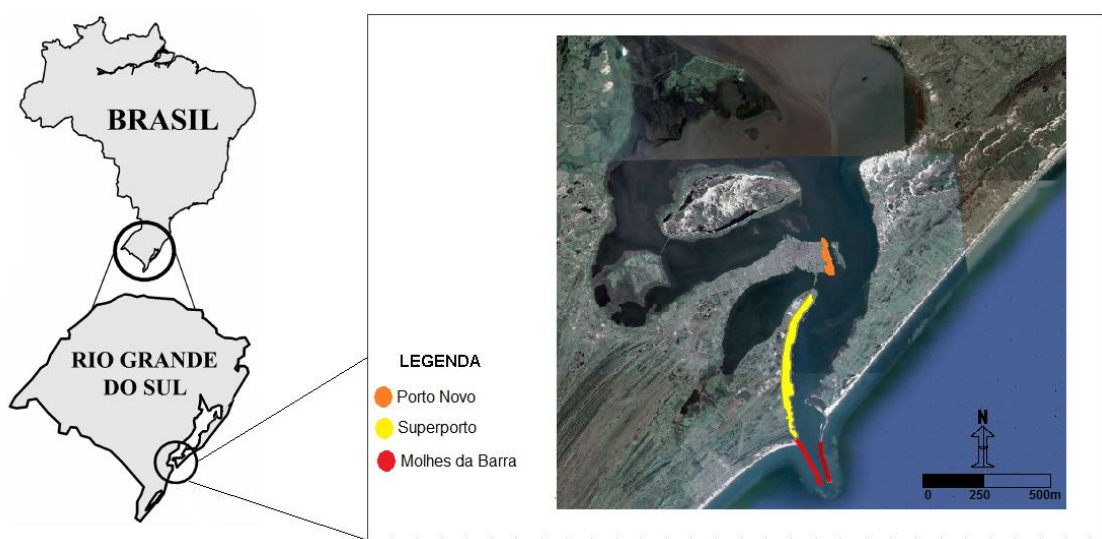 BRASIL
RIO GRANDE
DO SUL
LEGENDA
Porto Novo
Superporto
Molhes da Barra
N
0 250 500m